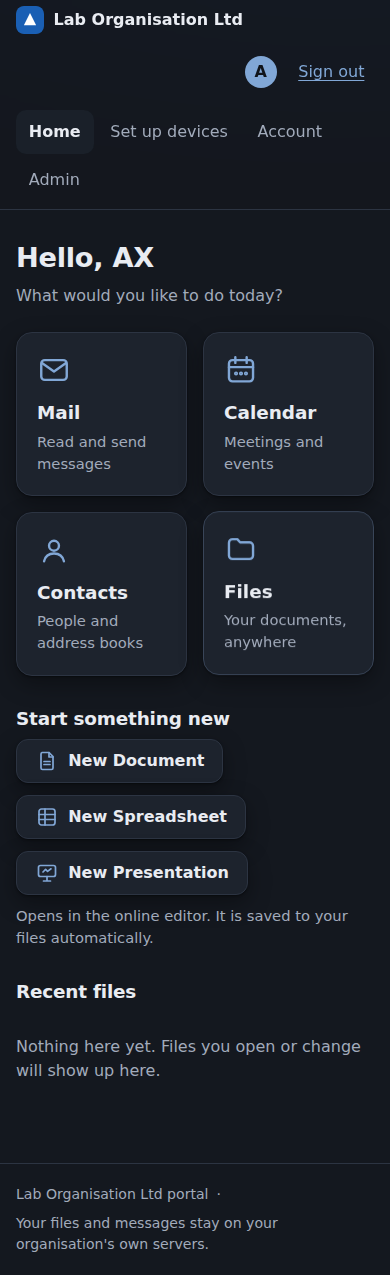 Lab Organisation Ltd
A
Sign out
Home
Set up devices
Account
Admin
Hello, AX
What would you like to do today?
Mail
Read and send
messages
Calendar
Meetings and
events
Contacts
People and
address books
Files
Your documents,
anywhere
Start something new
New Document
New Spreadsheet
New Presentation
Opens in the online editor. It is saved to your
files automatically.
Recent files
Nothing here yet. Files you open or change
will show up here.
Lab Organisation Ltd portal ·
Your files and messages stay on your
organisation's own servers.